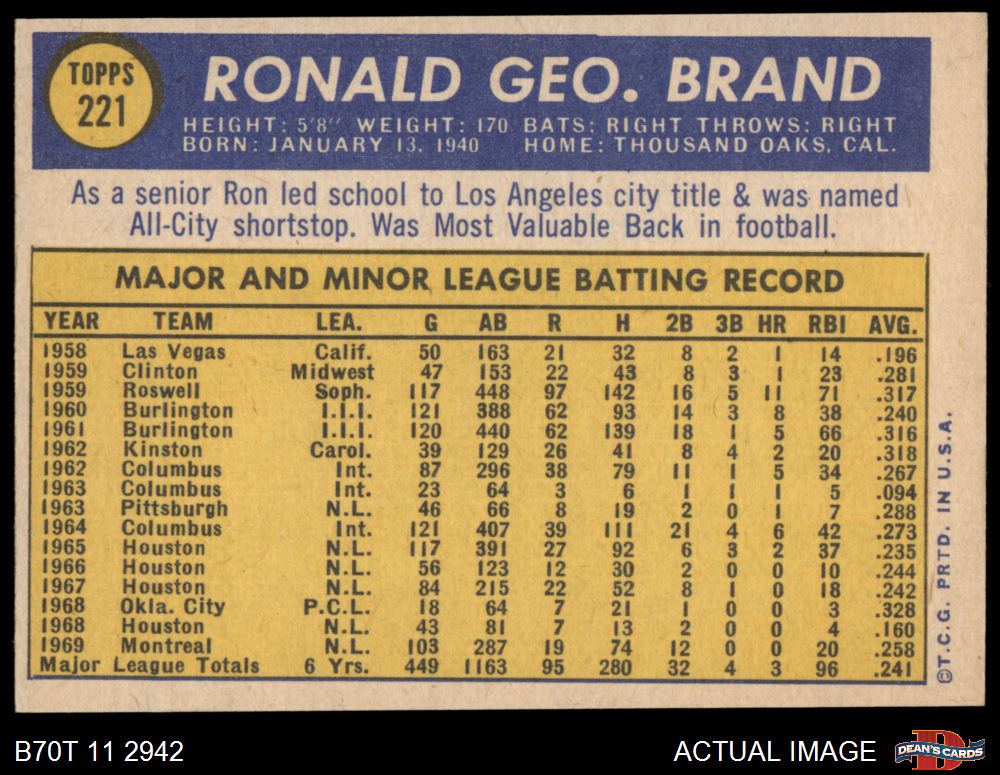 TOPPS
221
RONALD GEO. BRAND
HEIGHT: 5'8" WEIGHT: 170 BATS: RIGHT THROWS: RIGHT
BORN: JANUARY 13, 1940 HOME: THOUSAND OAKS, CAL.
As a senior Ron led school to Los Angeles city title & was named
All-City shortstop. Was Most Valuable Back in football.
MAJOR AND MINOR LEAGUE BATTING RECORD
YEAR TEAM LEA. G AB R H 2B 3B HR RBI AVG.
1958 Las Vegas Calif. 50 163 21 32 8 2 1 14 .196
1959 Clinton Midwest 47 153 22 43 8 3 1 23 .281
1959 Roswell Soph. 117 448 97 142 16 5 11 71 .317
1960 Burlington I.I.I. 121 388 62 93 14 3 8 38 .240
1961 Burlington I.I.I. 120 440 62 139 18 1 5 66 .316
1962 Kinston Carol. 39 129 26 41 8 4 2 20 .318
1962 Columbus Int. 87 296 38 79 11 1 5 34 .267
1963 Columbus Int. 23 64 3 6 1 1 1 5 .094
1963 Pittsburgh N.L. 46 66 8 19 2 0 1 7 .288
1964 Columbus Int. 121 407 39 111 21 4 6 42 .273
1965 Houston N.L. 117 391 27 92 6 3 2 37 .235
1966 Houston N.L. 56 123 12 30 2 0 0 10 .244
1967 Houston N.L. 84 215 22 52 8 1 0 18 .242
1968 Okla. City P.C.L. 18 64 7 21 1 0 0 3 .328
1968 Houston N.L. 43 81 7 13 2 0 0 4 .160
1969 Montreal N.L. 103 287 19 74 12 0 0 20 .258
Major League Totals 6 Yrs. 449 1163 95 280 32 4 3 96 .241
©T.C.G. PRTD. IN U.S.A.
B70T 11 2942
ACTUAL IMAGE
DEAN'S CARDS